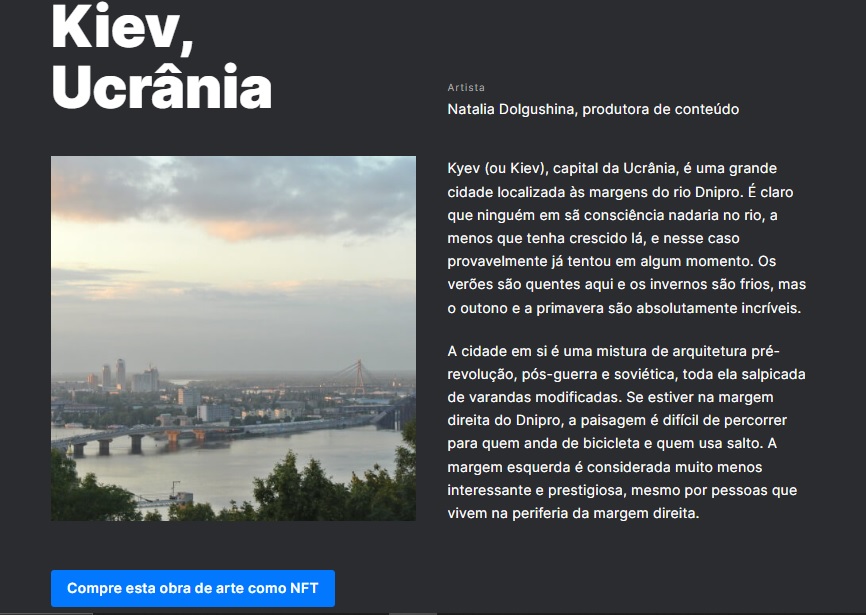 Kiev,
Ucrânia
Artista
Natalia Dolgushina, produtora de conteúdo
Kyev (ou Kiev), capital da Ucrânia, é uma grande
cidade localizada às margens do rio Dnipro. É claro
que ninguém em sã consciência nadaria no rio, a
menos que tenha crescido lá, e nesse caso
provavelmente já tentou em algum momento. Os
verões são quentes aqui e os invernos são frios, mas
o outono e a primavera são absolutamente incríveis.
A cidade em si é uma mistura de arquitetura pré-
revolução, pós-guerra e soviética, toda ela salpicada
de varandas modificadas. Se estiver na margem
direita do Dnipro, a paisagem é difícil de percorrer
para quem anda de bicicleta e quem usa salto. A
margem esquerda é considerada muito menos
interessante e prestigiosa, mesmo por pessoas que
vivem na periferia da margem direita.
Compre esta obra de arte como NFT